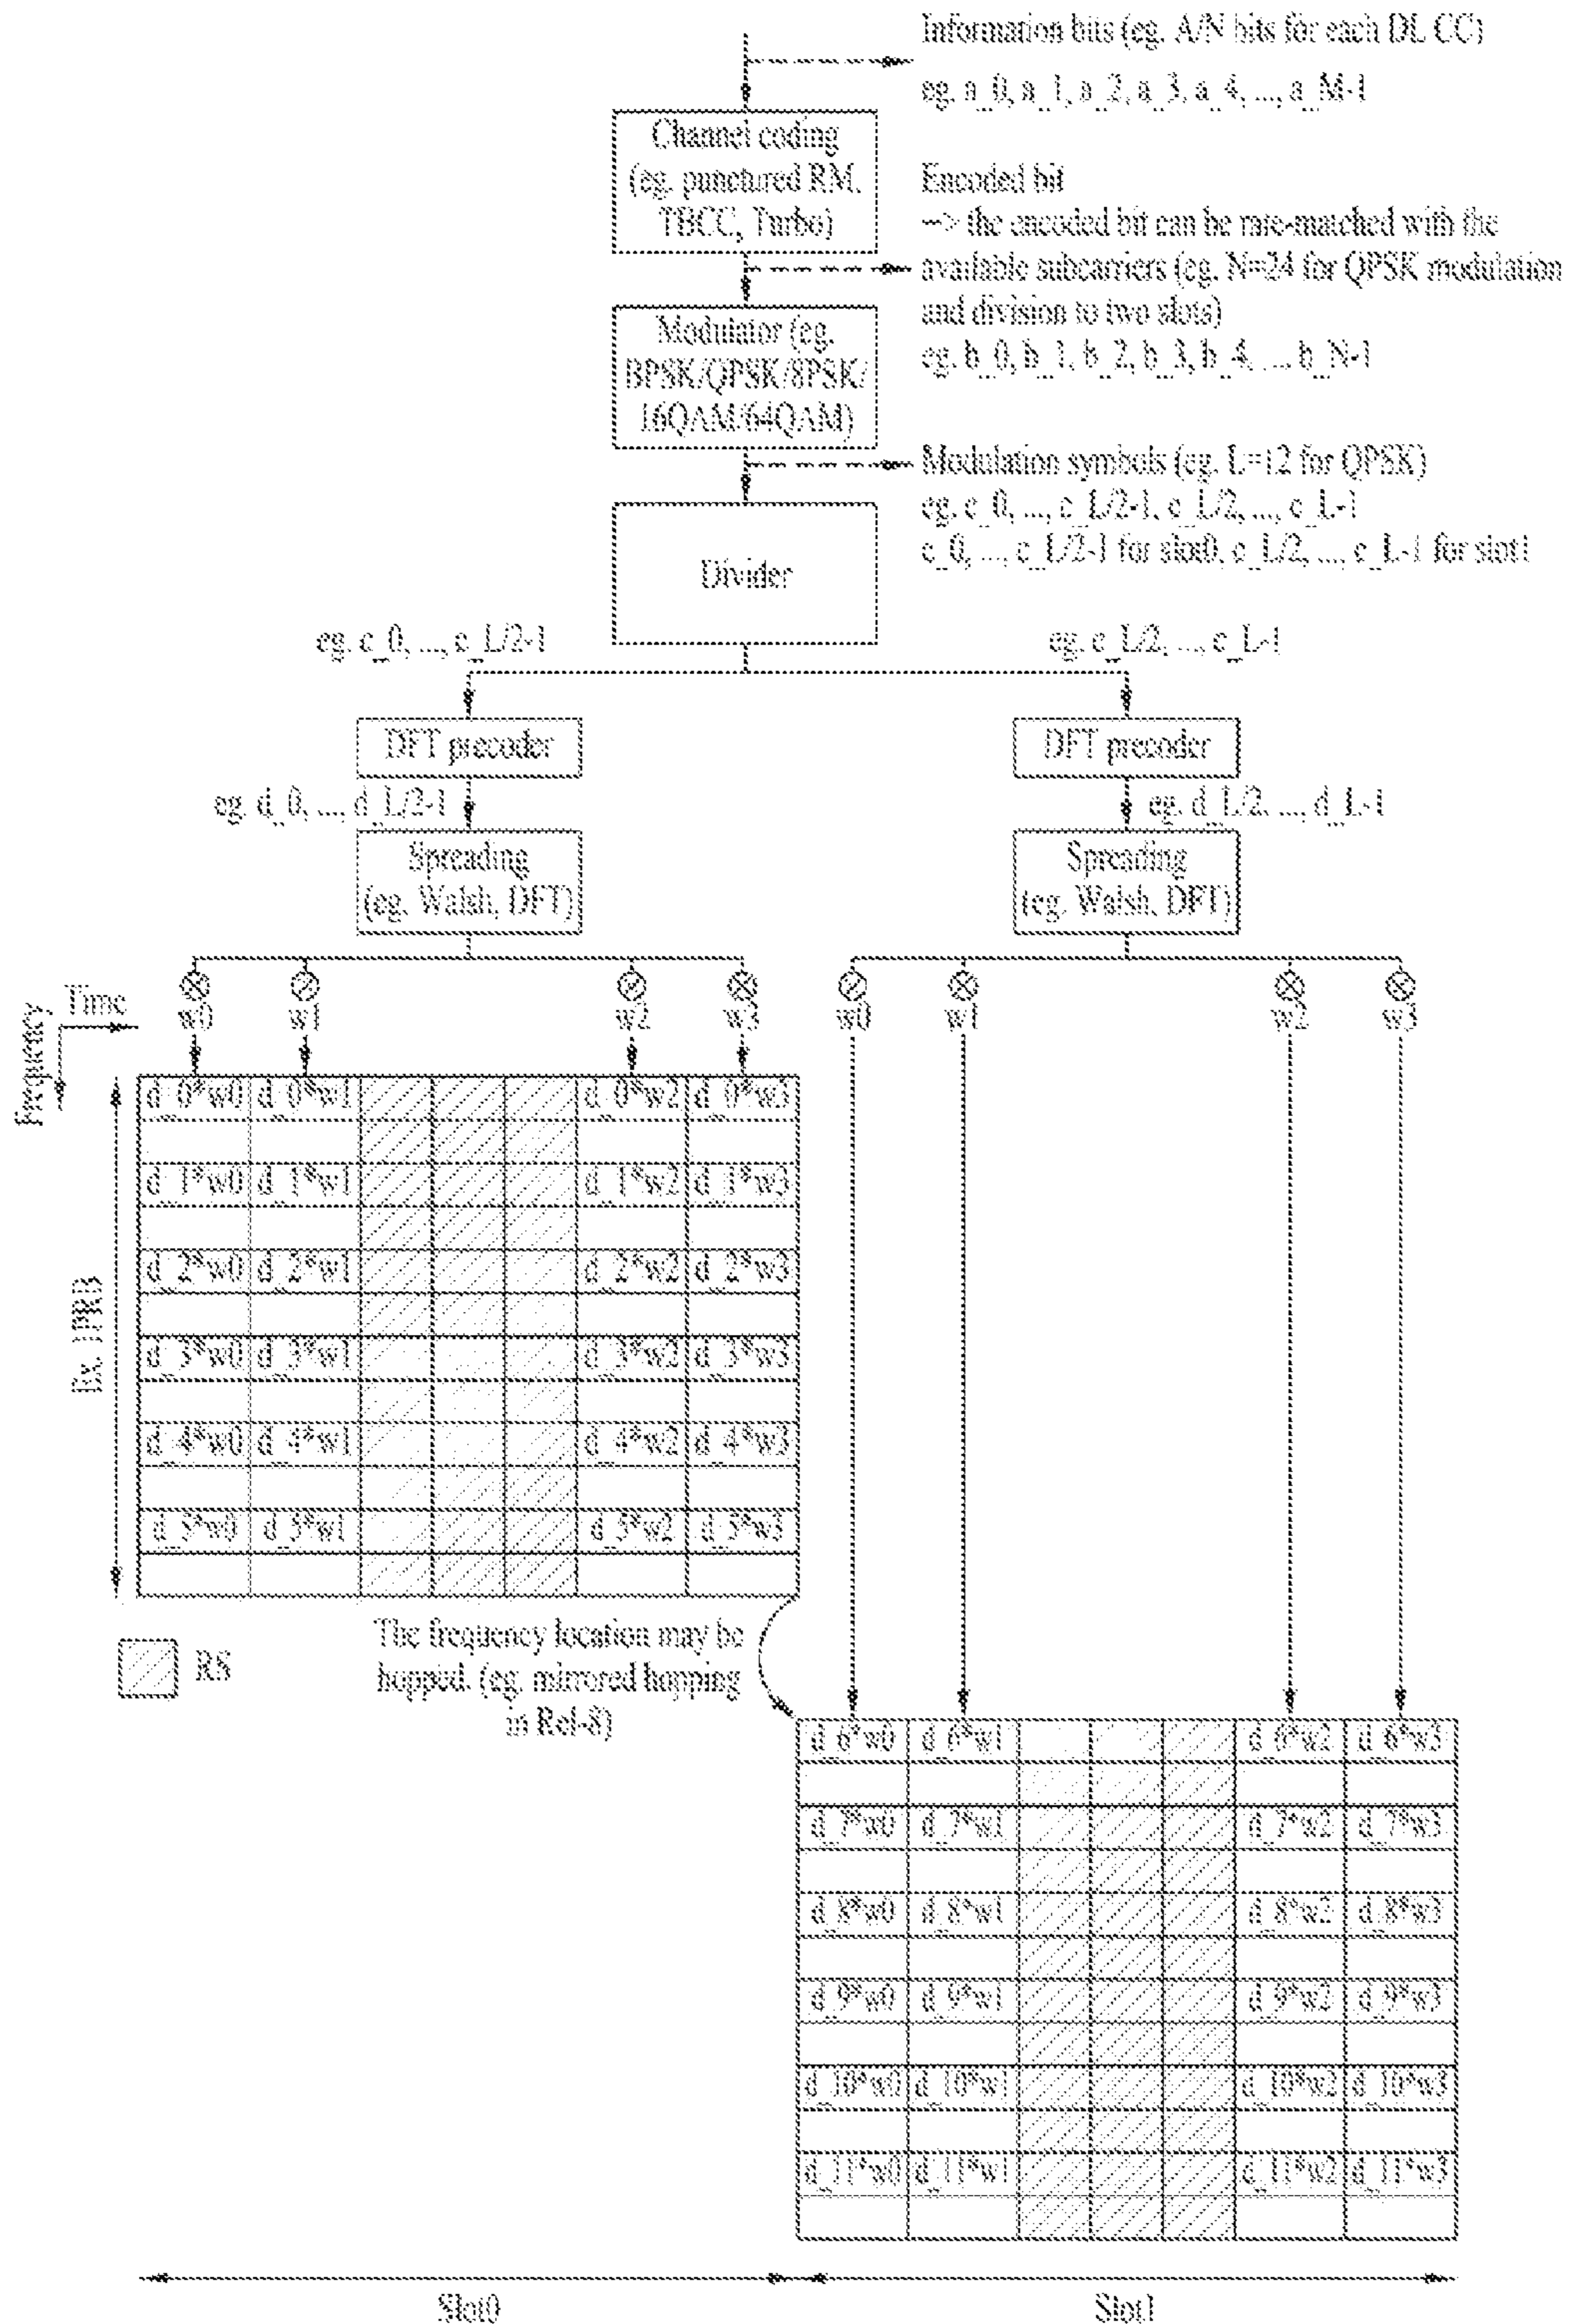 Information bits (eg. A/N bits for each DL CC)
eg. a_0, a_1, a_2, a_3, a_4, ..., a_M-1
Channel coding
(eg. punctured RM,
TBCC, Turbo)
Encoded bit
--> the encoded bit can be rate-matched with the
available subcarriers (eg. N=24 for QPSK modulation
and division to two slots)
eg. b_0, b_1, b_2, b_3, b_4, ... b_N-1
Modulator (eg.
BPSK/QPSK/8PSK/
16QAM/64QAM)
Modulation symbols (eg. L=12 for QPSK)
eg. c_0, ..., c_L/2-1, c_L/2, ..., c_L-1
c_0, ..., c_L/2-1 for slot0, c_L/2, ..., c_L-1 for slot1
Divider
eg. c_0, ..., c_L/2-1
eg. c_L/2, ..., c_L-1
DFT precoder
DFT precoder
eg. d_0, ..., d_L/2-1
eg. d_L/2, ..., d_L-1
Spreading
(eg. Walsh, DFT)
Spreading
(eg. Walsh, DFT)
w0 w1 w2 w3
w0 w1 w2 w3
Time
Frequency
Ex. 1PRB
d_0*w0 d_0*w1 d_0*w2 d_0*w3
d_1*w0 d_1*w1 d_1*w2 d_1*w3
d_2*w0 d_2*w1 d_2*w2 d_2*w3
d_3*w0 d_3*w1 d_3*w2 d_3*w3
d_4*w0 d_4*w1 d_4*w2 d_4*w3
d_5*w0 d_5*w1 d_5*w2 d_5*w3
RS
The frequency location may be
hopped. (eg. mirrored hopping
in Rel-8)
d_6*w0 d_6*w1 d_6*w2 d_6*w3
d_7*w0 d_7*w1 d_7*w2 d_7*w3
d_8*w0 d_8*w1 d_8*w2 d_8*w3
d_9*w0 d_9*w1 d_9*w2 d_9*w3
d_10*w0 d_10*w1 d_10*w2 d_10*w3
d_11*w0 d_11*w1 d_11*w2 d_11*w3
Slot0
Slot1